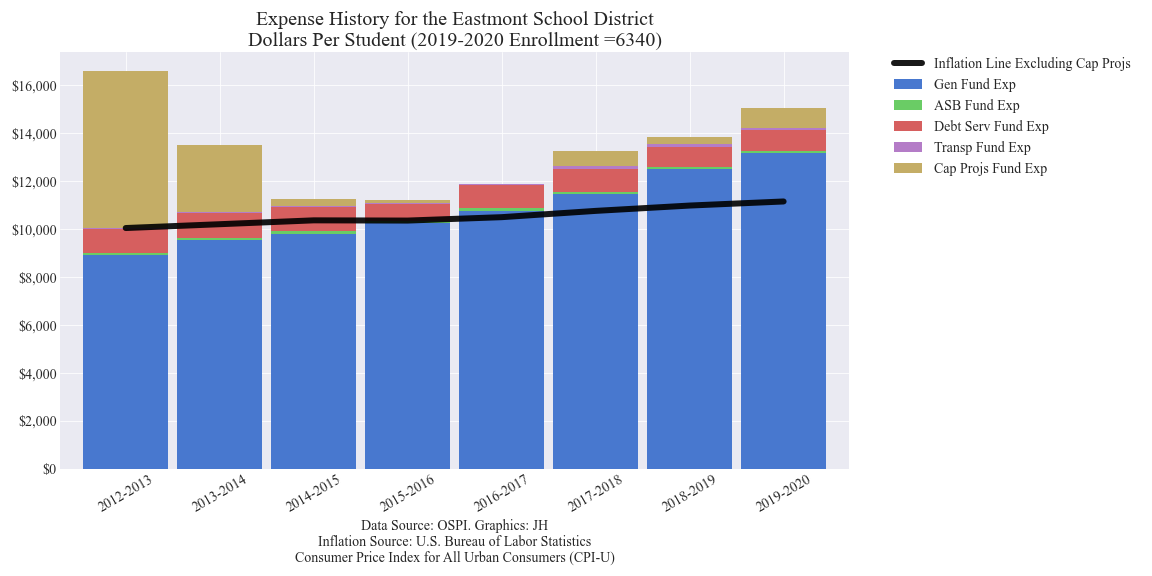 Expense History for the Eastmont School District
Dollars Per Student (2019-2020 Enrollment =6340)
Inflation Line Excluding Cap Projs
Gen Fund Exp
ASB Fund Exp
Debt Serv Fund Exp
Transp Fund Exp
Cap Projs Fund Exp
$16,000
$14,000
$12,000
$10,000
$8,000
$6,000
$4,000
$2,000
$0
2012-2013
2013-2014
2014-2015
2015-2016
2016-2017
2017-2018
2018-2019
2019-2020
Data Source: OSPI. Graphics: JH
Inflation Source: U.S. Bureau of Labor Statistics
Consumer Price Index for All Urban Consumers (CPI-U)